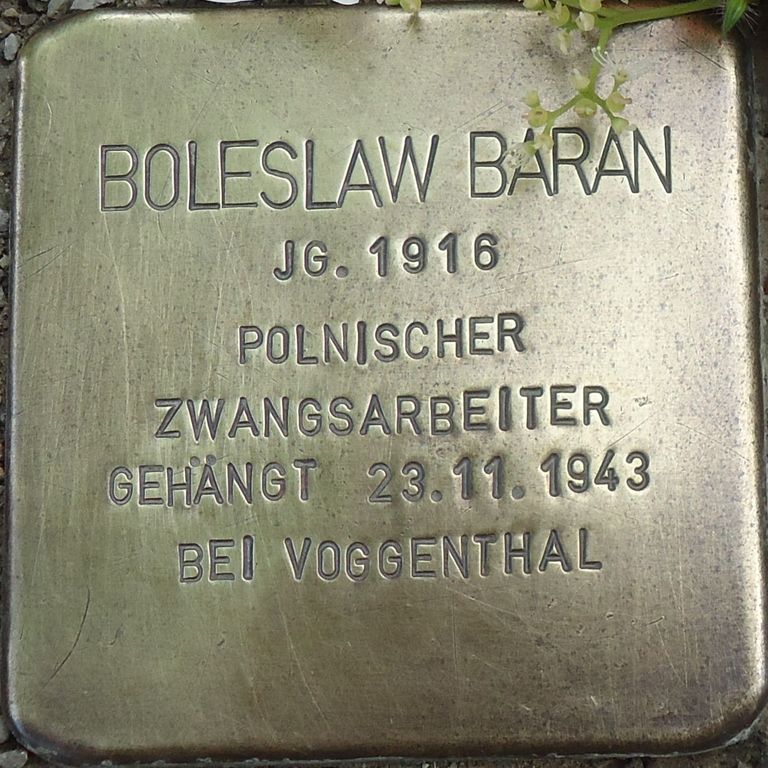 BOLESLAW BARAN
JG. 1916
POLNISCHER
ZWANGSARBEITER
GEHÄNGT 23.11.1943
BEI VOGGENTHAL